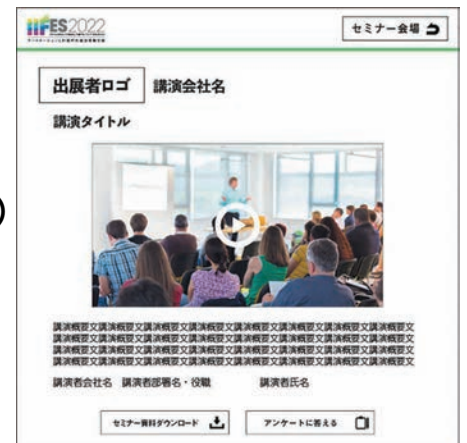 IIFES2022
セミナー会場
出展者ロゴ 講演会社名
講演タイトル
)
講演概要文講演概要文講演概要文講演概要文講演概要文講演概要文講演概要文
講演概要文講演概要文講演概要文講演概要文講演概要文講演概要文講演概要文
講演概要文講演概要文講演概要文講演概要文講演概要文講演概要文講演概要文
講演概要文講演概要文講演概要文講演概要文講演概要文講演概要文講演概要文
講演者会社名 講演者部署名・役職 講演者氏名
セミナー資料ダウンロード アンケートに答える